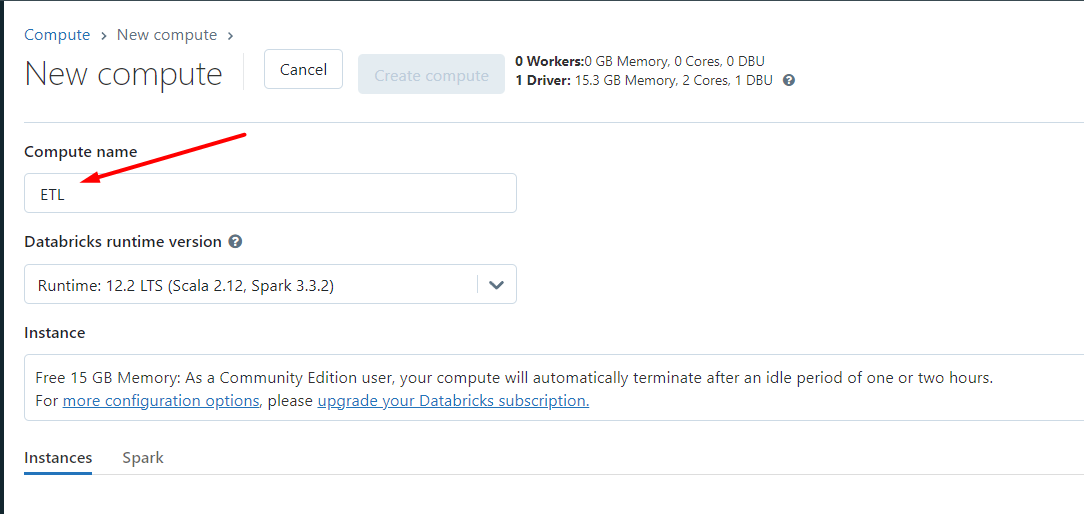 Compute > New compute >
New compute
Cancel
Create compute
0 Workers:0 GB Memory, 0 Cores, 0 DBU
1 Driver: 15.3 GB Memory, 2 Cores, 1 DBU ?
Compute name
ETL
Databricks runtime version ?
Runtime: 12.2 LTS (Scala 2.12, Spark 3.3.2)
Instance
Free 15 GB Memory: As a Community Edition user, your compute will automatically terminate after an idle period of one or two hours.
For more configuration options, please upgrade your Databricks subscription.
Instances Spark